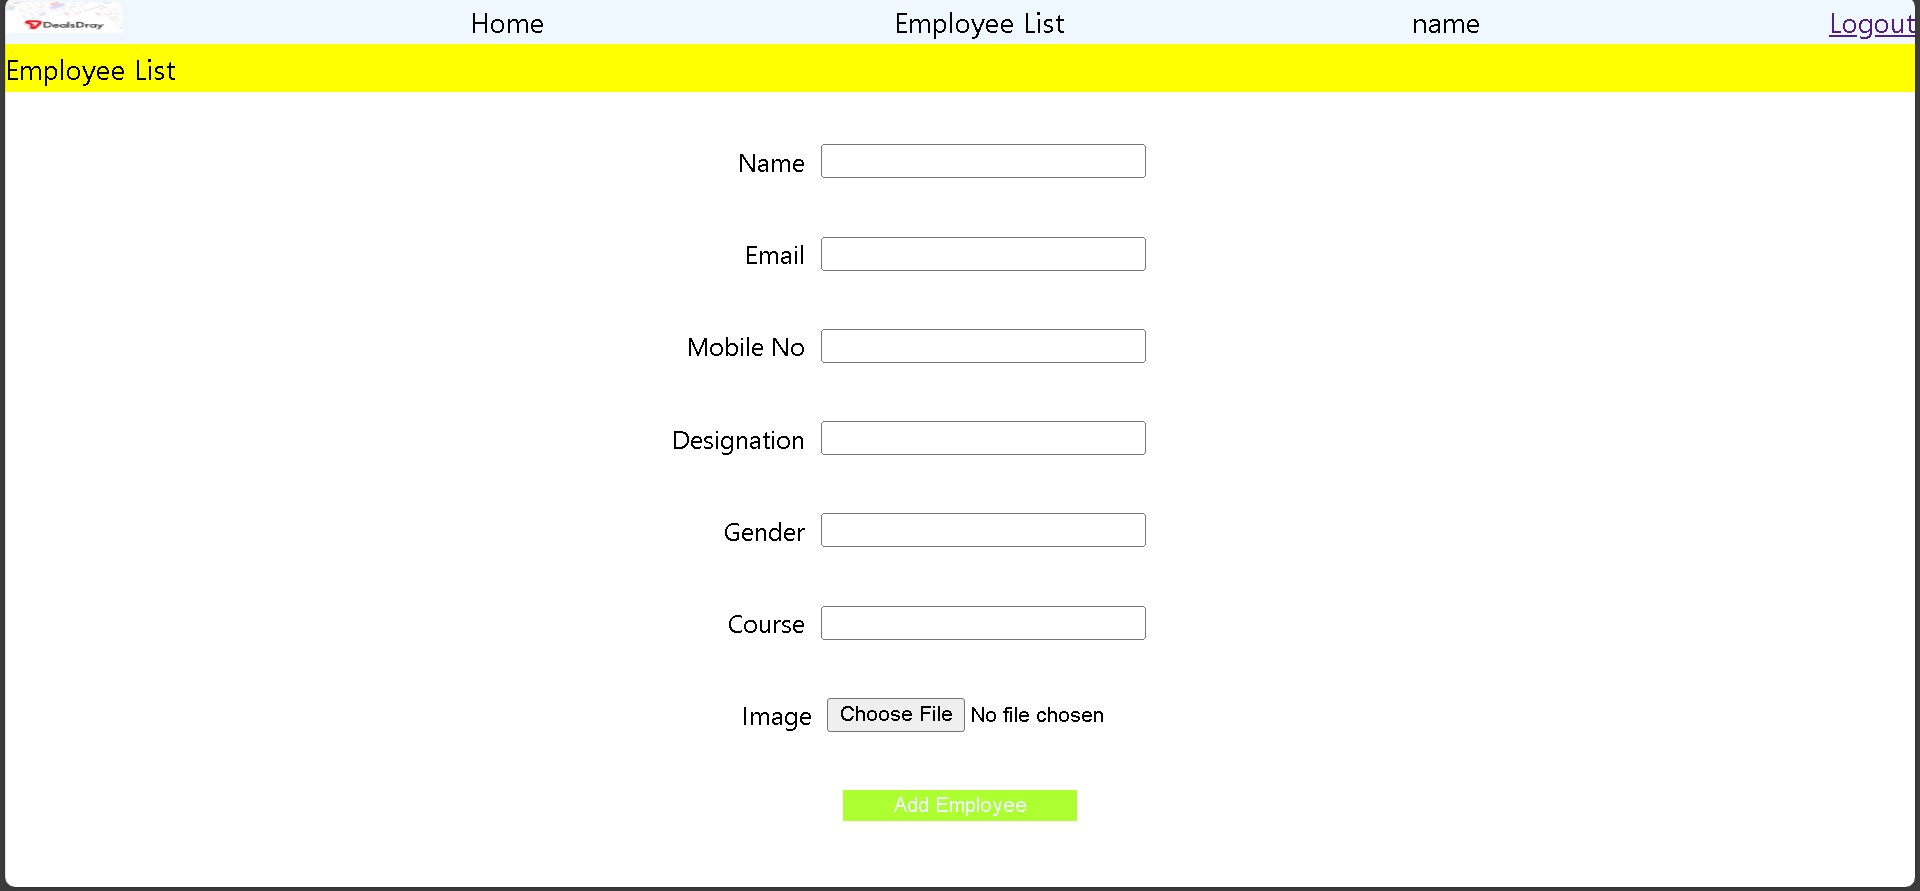 DealsDray Home Employee List name Logout
Employee List
Name
Email
Mobile No
Designation
Gender
Course
Image Choose File No file chosen
Add Employee